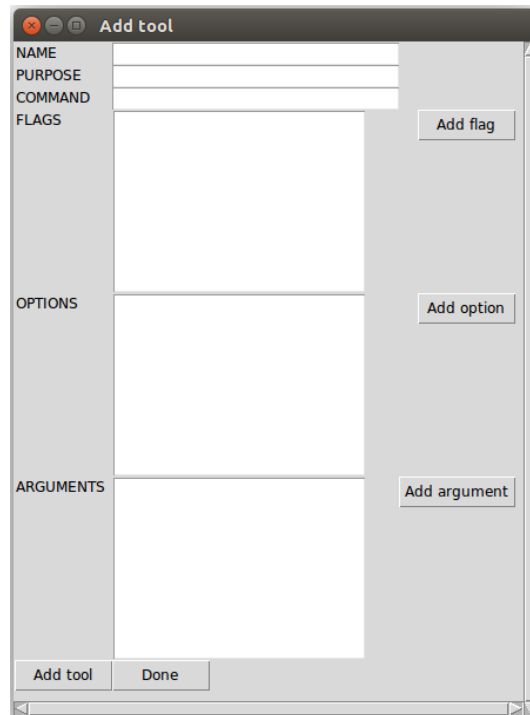 Add tool
NAME
PURPOSE
COMMAND
FLAGS
Add flag
OPTIONS
Add option
ARGUMENTS
Add argument
Add tool
Done